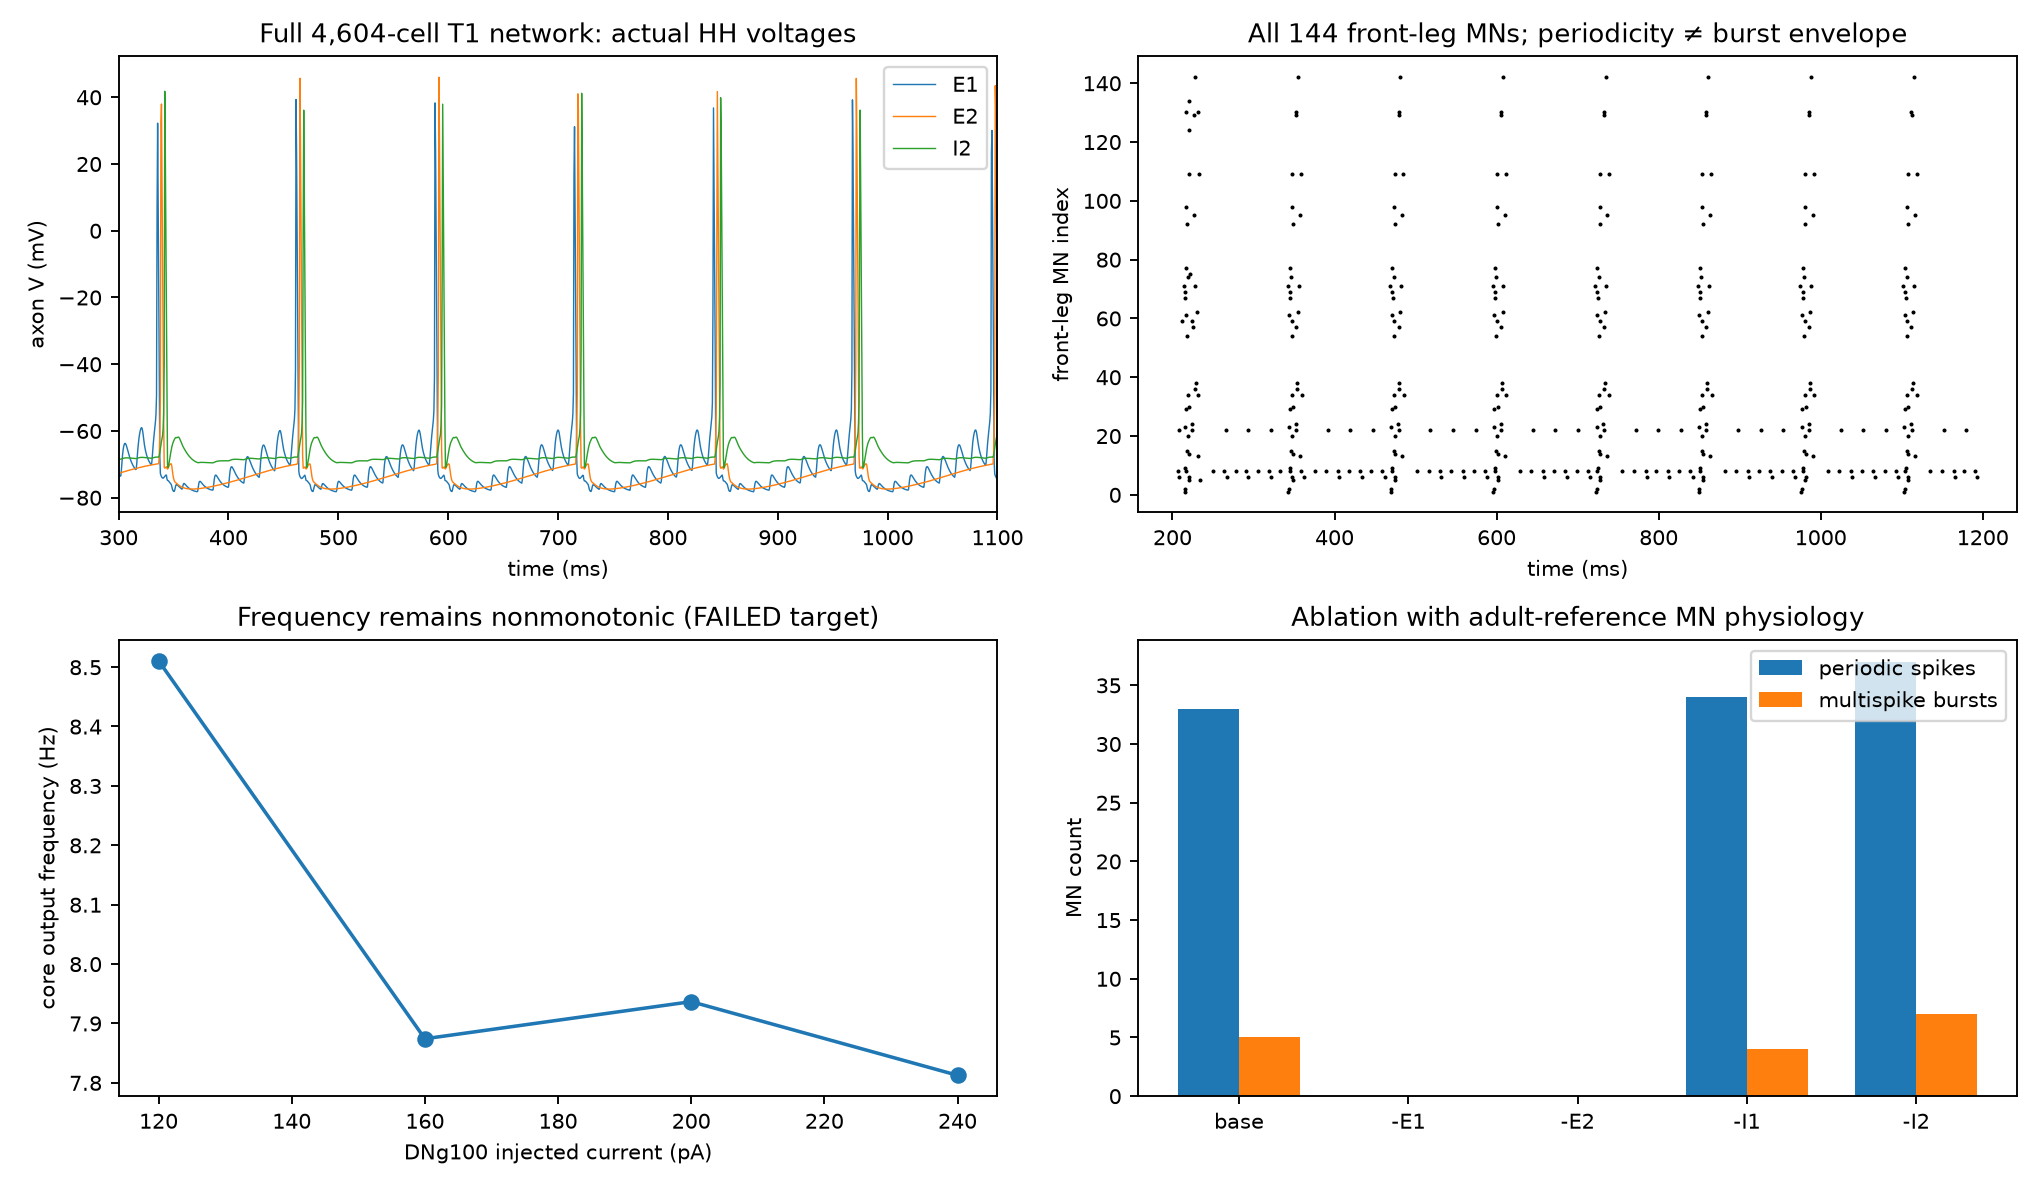 Full 4,604-cell T1 network: actual HH voltages
axon V (mV)
40
20
0
−20
−40
−60
−80
E1
E2
I2
300 400 500 600 700 800 900 1000 1100
time (ms)
All 144 front-leg MNs; periodicity ≠ burst envelope
front-leg MN index
140
120
100
80
60
40
20
0
200 400 600 800 1000 1200
time (ms)
Frequency remains nonmonotonic (FAILED target)
core output frequency (Hz)
8.5
8.4
8.3
8.2
8.1
8.0
7.9
7.8
120 140 160 180 200 220 240
DNg100 injected current (pA)
Ablation with adult-reference MN physiology
MN count
35
30
25
20
15
10
5
0
periodic spikes
multispike bursts
base -E1 -E2 -I1 -I2